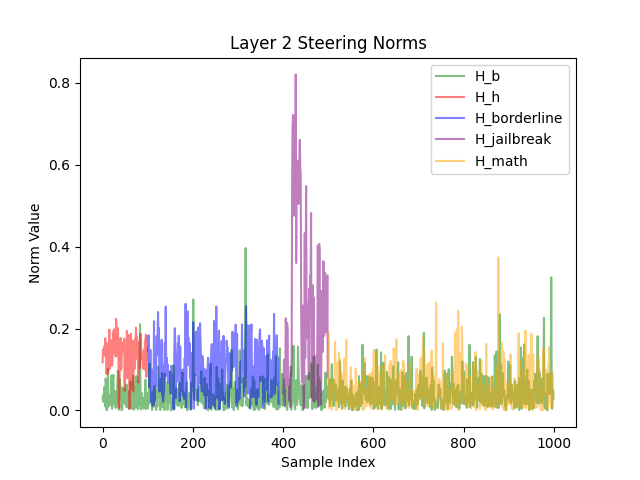 Layer 2 Steering Norms
H_b
H_h
H_borderline
H_jailbreak
H_math
Norm Value
0.8
0.6
0.4
0.2
0.0
0 200 400 600 800 1000
Sample Index